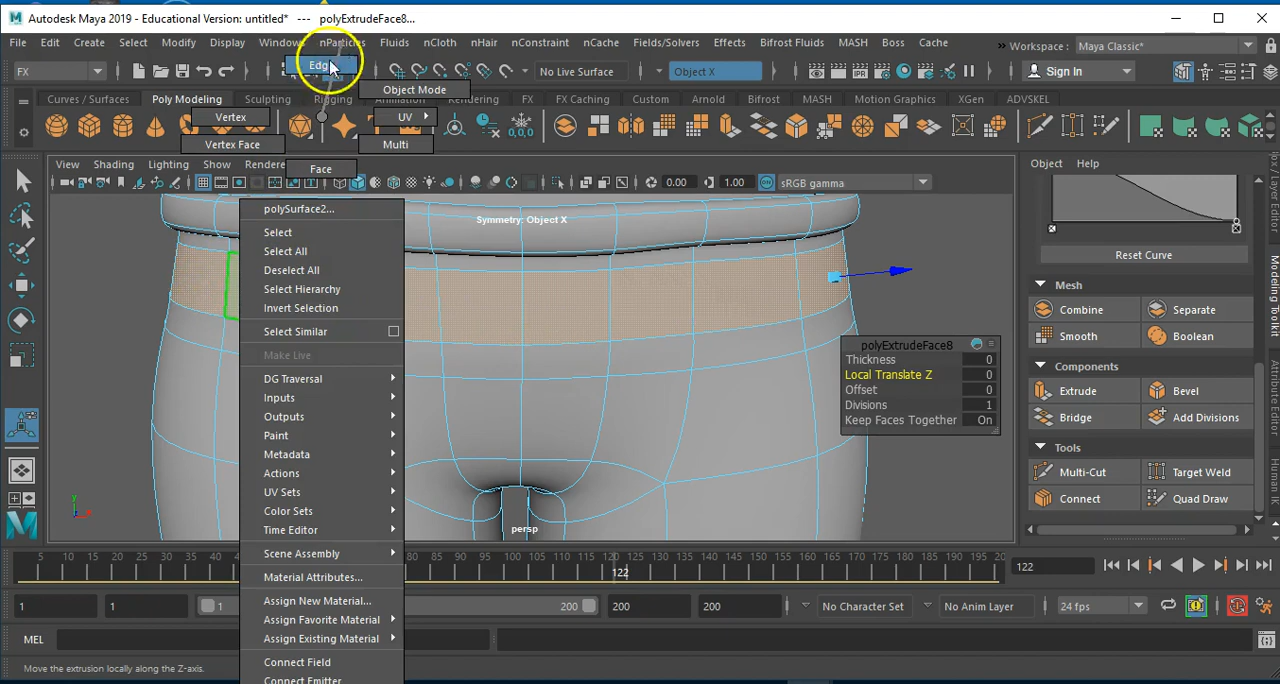 Autodesk Maya 2019 - Educational Version: untitled* --- polyExtrudeFace8...
File Edit Create Select Modify Display Windows nParticles Fluids nCloth nHair nConstraint nCache Fields/Solvers Effects Bifrost Fluids MASH Boss Cache » Workspace : Maya Classic*
FX Edge No Live Surface Object X Sign In
Object Mode
Curves / Surfaces Poly Modeling Sculpting Rigging Animation Rendering FX FX Caching Custom Arnold Bifrost MASH Motion Graphics XGen ADVSKEL
Vertex UV
0,0,0
Vertex Face Multi
View Shading Lighting Show Face Object Help
0.00 1.00 sRGB gamma
polySurface2...
Symmetry: Object X
Select
Select All
Deselect All
Select Hierarchy
Invert Selection
Select Similar
Make Live
DG Traversal
Inputs
Outputs
Paint
Metadata
Actions
UV Sets
Color Sets
Time Editor
Scene Assembly
Material Attributes...
Assign New Material...
Assign Favorite Material
Assign Existing Material
Connect Field
Connect Emitter
polyExtrudeFace8
Thickness 0
Local Translate Z 0
Offset 0
Divisions 1
Keep Faces Together On
persp
y
Reset Curve
Mesh
Combine Separate
Smooth Boolean
Components
Extrude Bevel
Bridge Add Divisions
Tools
Multi-Cut Target Weld
Connect Quad Draw
Modeling Toolkit
Attribute Editor
5 10 15 20 25 30 35 40 80 85 90 95 100 105 110 115 120 125 130 135 140 145 150 155 160 165 170 175 180 185 190 195 20
122 122
1 1 1 200 200 200 No Character Set No Anim Layer 24 fps
MEL
Move the extrusion locally along the Z-axis.